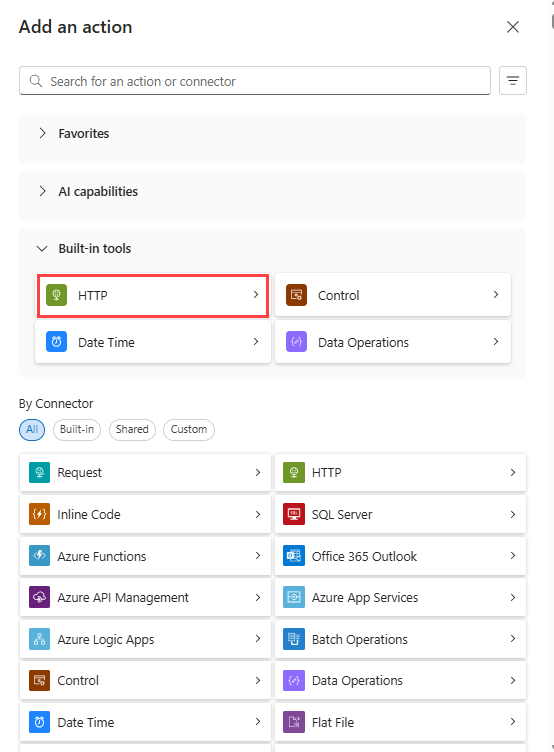 Add an action
Search for an action or connector
Favorites
AI capabilities
Built-in tools
HTTP
Control
Date Time
Data Operations
By Connector
All Built-in Shared Custom
Request
HTTP
Inline Code
SQL Server
Azure Functions
Office 365 Outlook
Azure API Management
Azure App Services
Azure Logic Apps
Batch Operations
Control
Data Operations
Date Time
Flat File